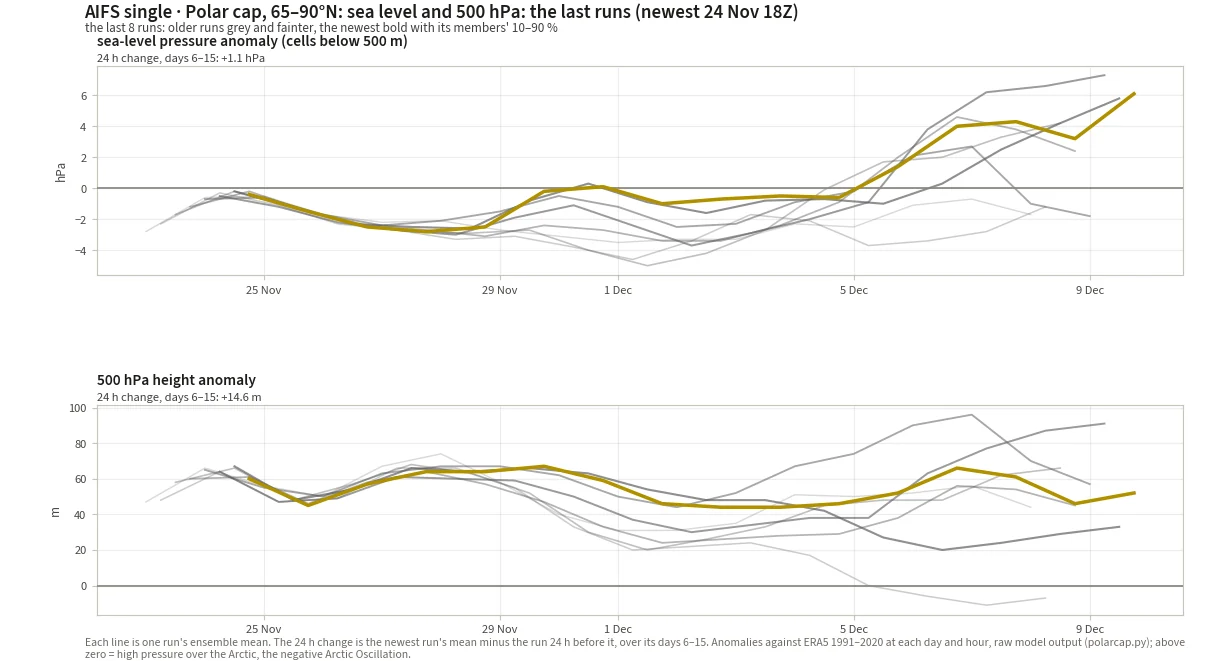 AIFS single · Polar cap, 65–90°N: sea level and 500 hPa: the last runs (newest 24 Nov 18Z)
the last 8 runs: older runs grey and fainter, the newest bold with its members' 10–90 %
sea-level pressure anomaly (cells below 500 m)
24 h change, days 6–15: +1.1 hPa
6
4
2
0
−2
−4
hPa
25 Nov
29 Nov
1 Dec
5 Dec
9 Dec
500 hPa height anomaly
24 h change, days 6–15: +14.6 m
100
80
60
40
20
0
m
25 Nov
29 Nov
1 Dec
5 Dec
9 Dec
Each line is one run's ensemble mean. The 24 h change is the newest run's mean minus the run 24 h before it, over its days 6–15. Anomalies against ERA5 1991–2020 at each day and hour, raw model output (polarcap.py); above
zero = high pressure over the Arctic, the negative Arctic Oscillation.